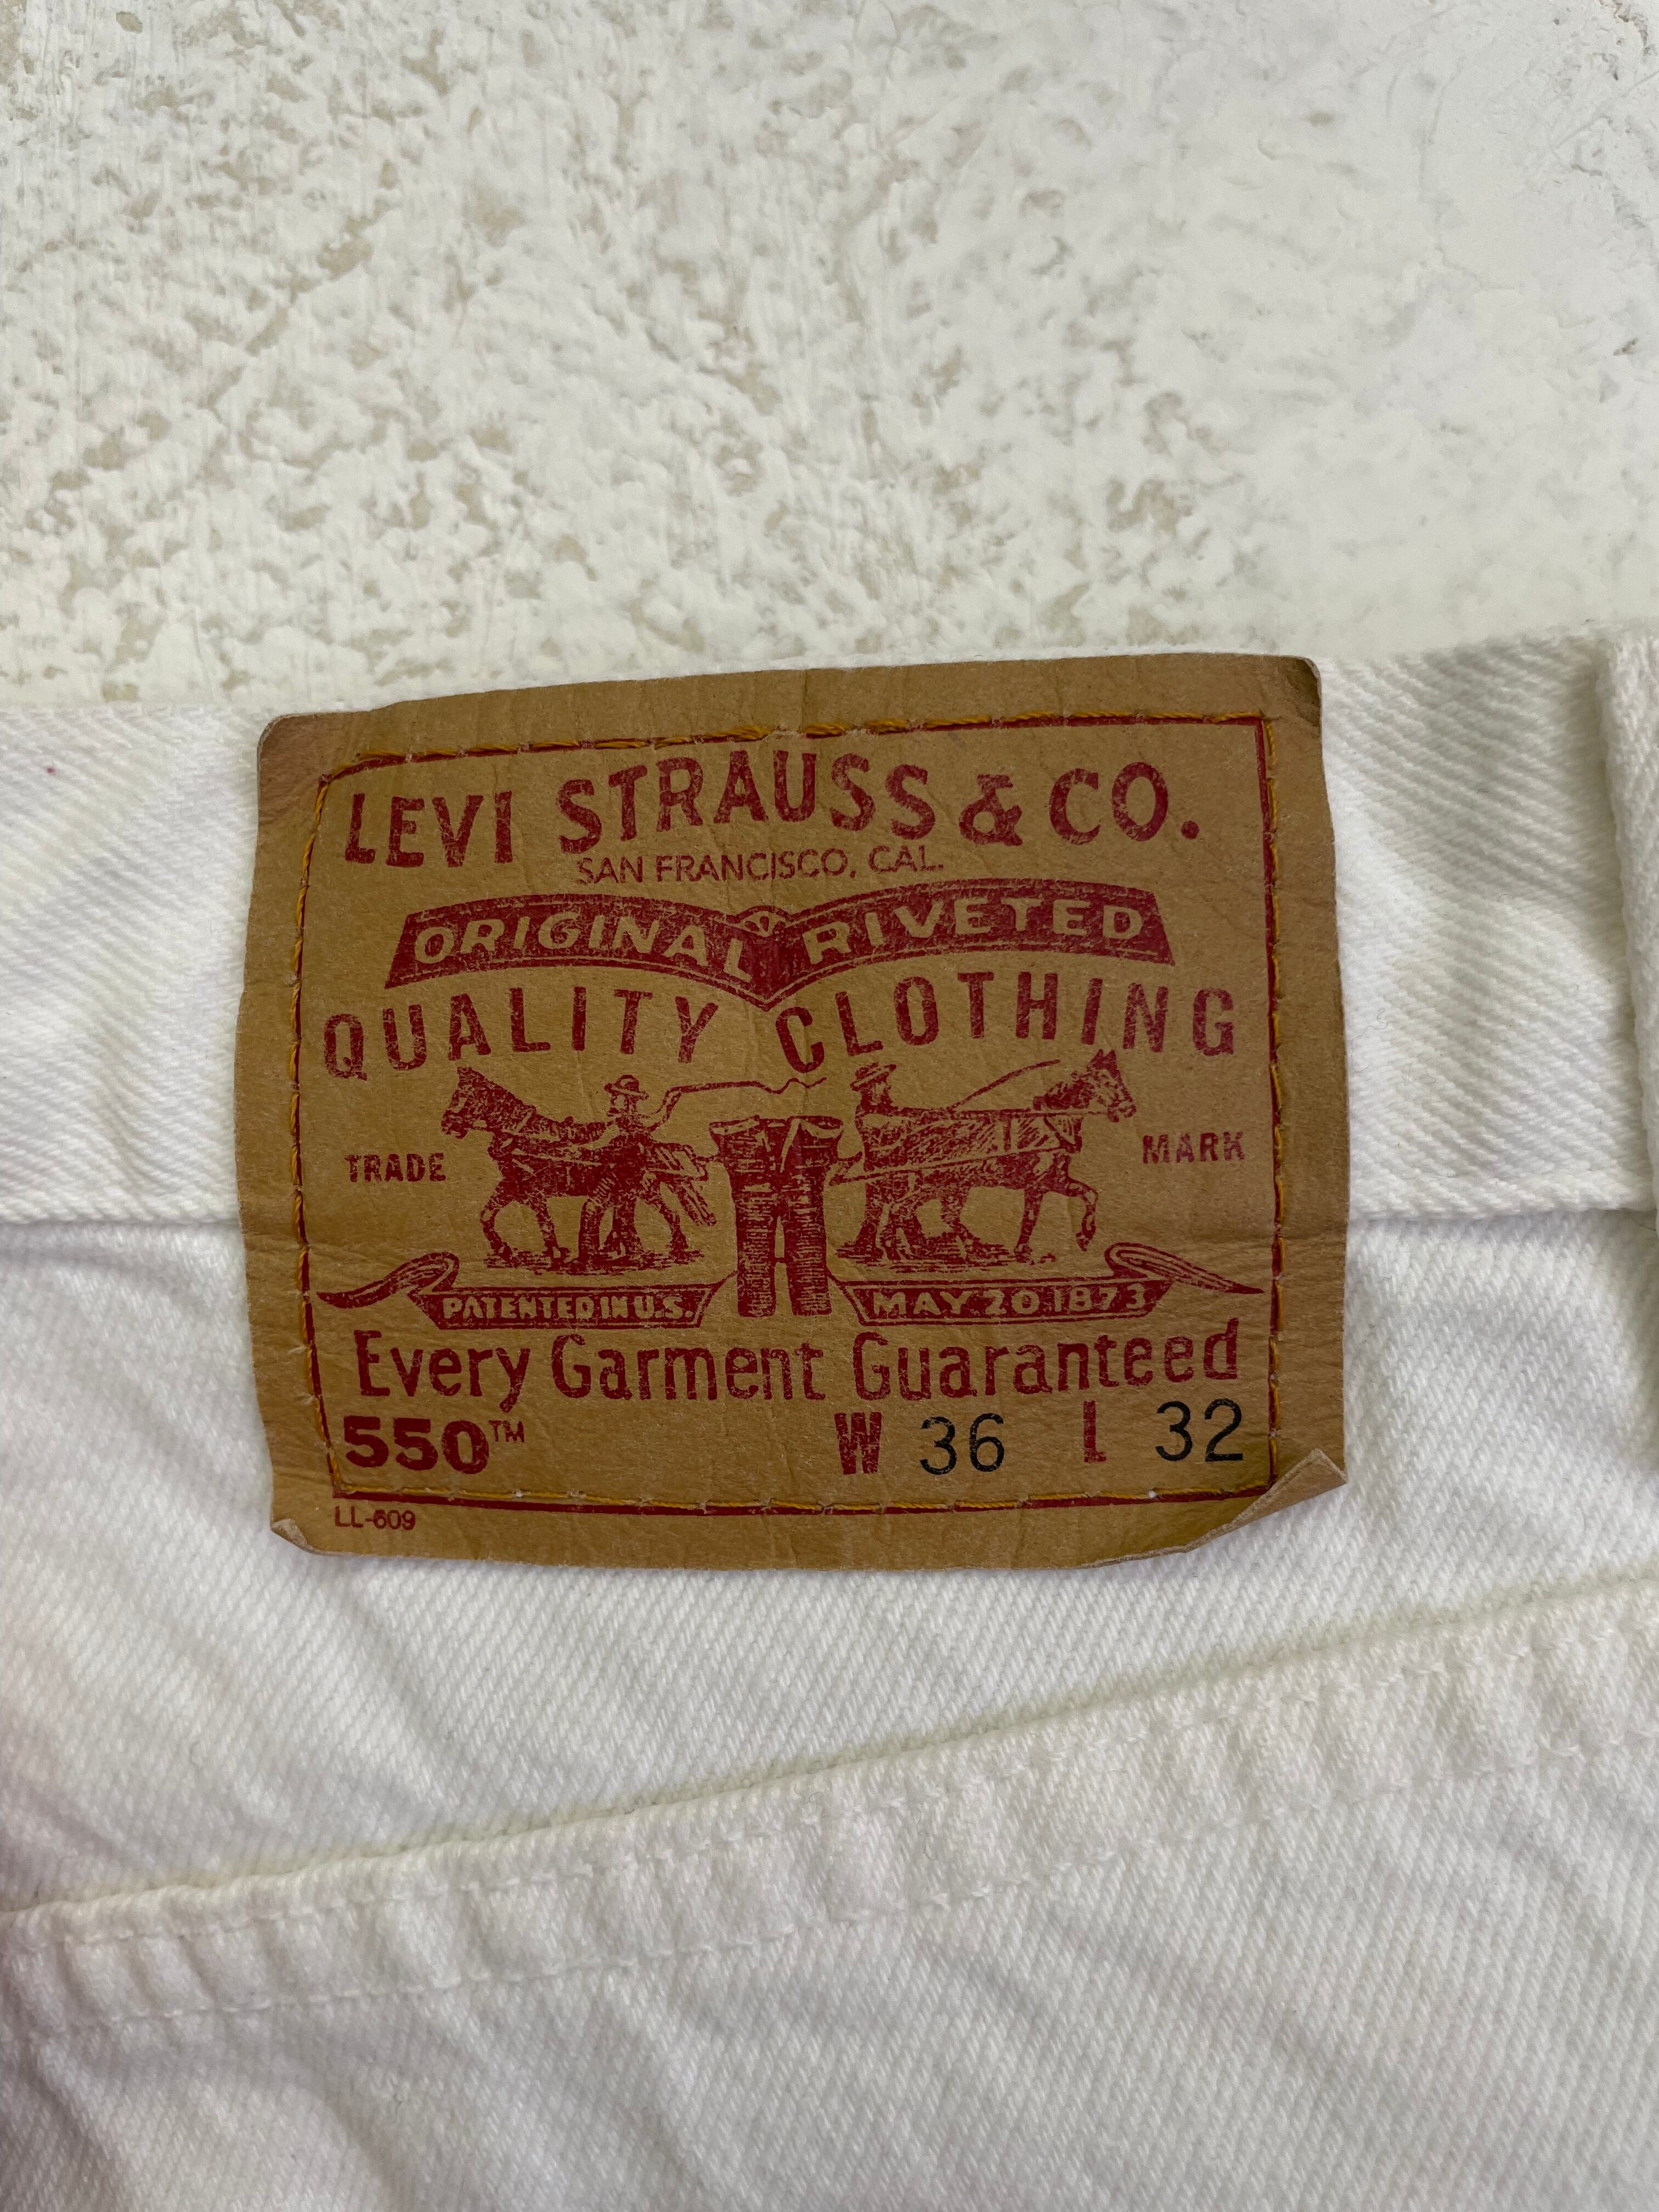 LEVI STRAUSS & CO.
SAN FRANCISCO, CAL.
ORIGINAL RIVETED
QUALITY CLOTHING
TRADE MARK
PATENTED IN U.S. MAY 20 1873
Every Garment Guaranteed
550™ W 36 L 32
LL-609